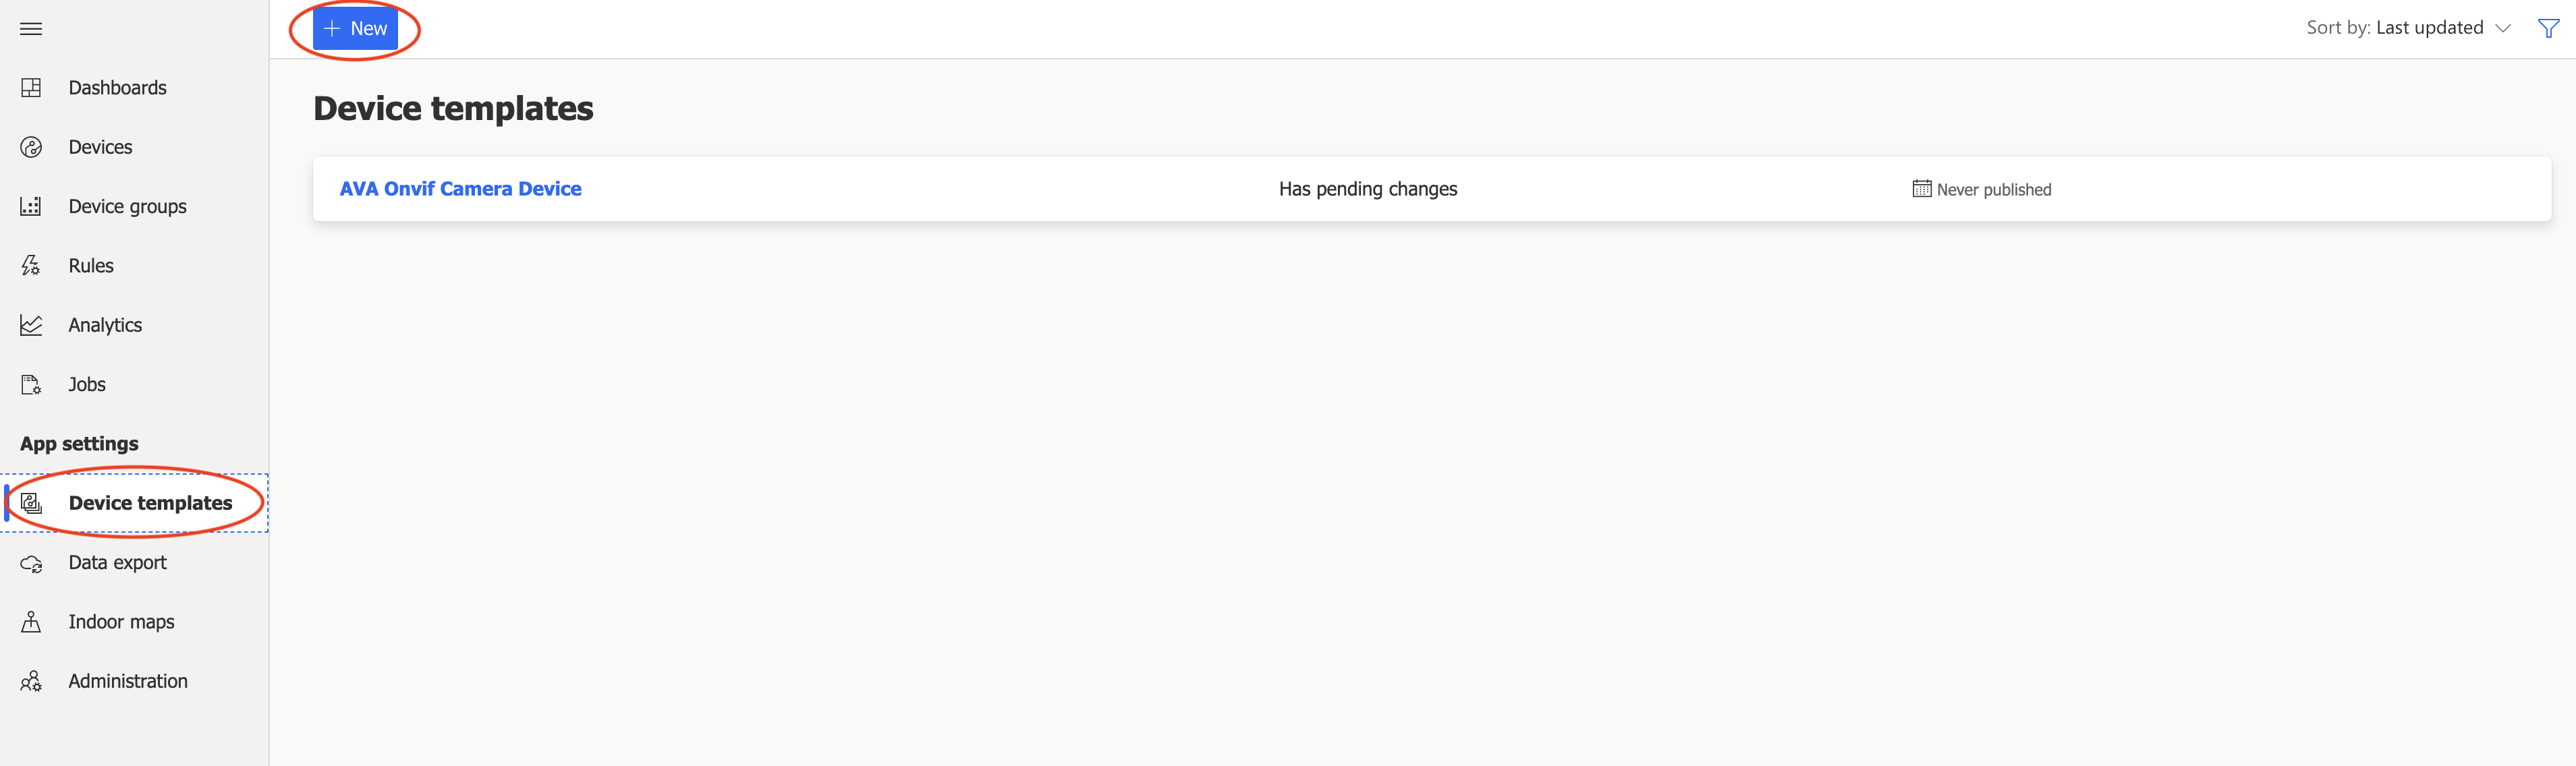 New
Sort by: Last updated
Dashboards
Devices
Device groups
Rules
Analytics
Jobs
App settings
Device templates
Data export
Indoor maps
Administration
Device templates
AVA Onvif Camera Device
Has pending changes
Never published